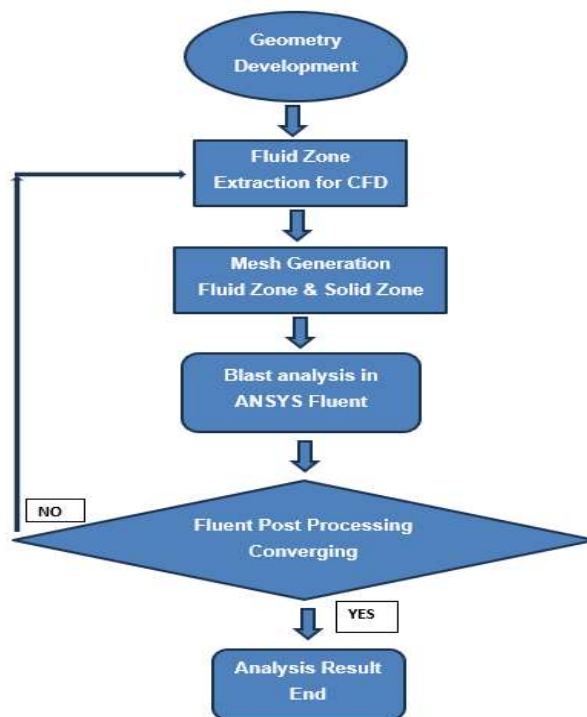 Geometry
Development
Fluid Zone
Extraction for CFD
Mesh Generation
Fluid Zone & Solid Zone
Blast analysis in
ANSYS Fluent
NO
Fluent Post Processing
Converging
YES
Analysis Result
End